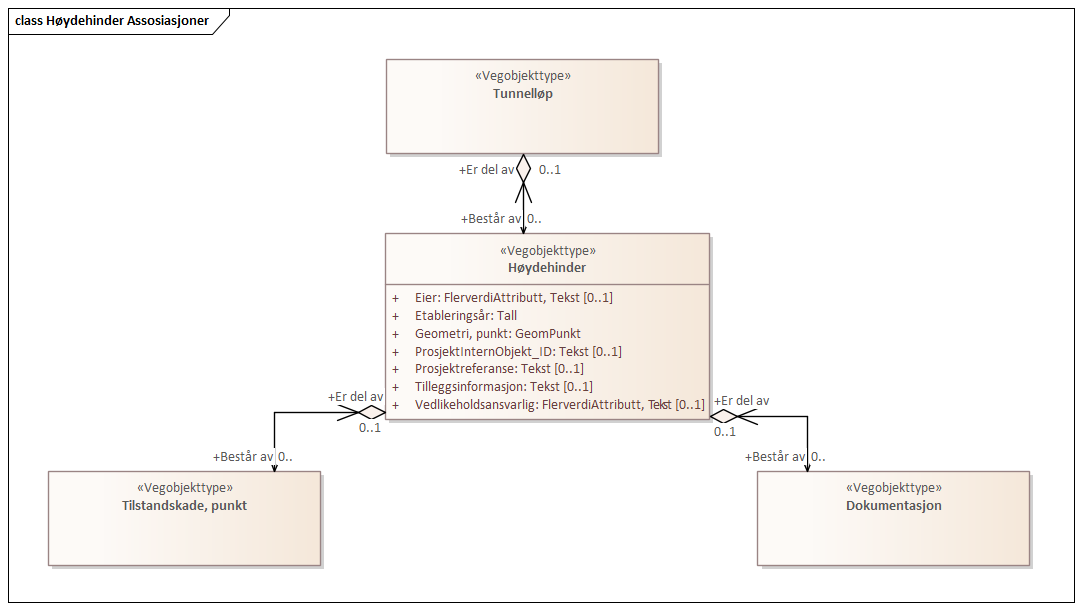 class Høydehinder Assosiasjoner
«Vegobjekttype»
Tunnelløp
+Er del av 0..1
+Består av 0..
«Vegobjekttype»
Høydehinder
+ Eier: FlerverdiAttributt, Tekst [0..1]
+ Etableringsår: Tall
+ Geometri, punkt: GeomPunkt
+ ProsjektInternObjekt_ID: Tekst [0..1]
+ Prosjektreferanse: Tekst [0..1]
+ Tilleggsinformasjon: Tekst [0..1]
+ Vedlikeholdsansvarlig: FlerverdiAttributt, Tekst [0..1]
+Er del av
0..1
+Består av 0..
«Vegobjekttype»
Tilstandskade, punkt
+Er del av
0..1
+Består av 0..
«Vegobjekttype»
Dokumentasjon